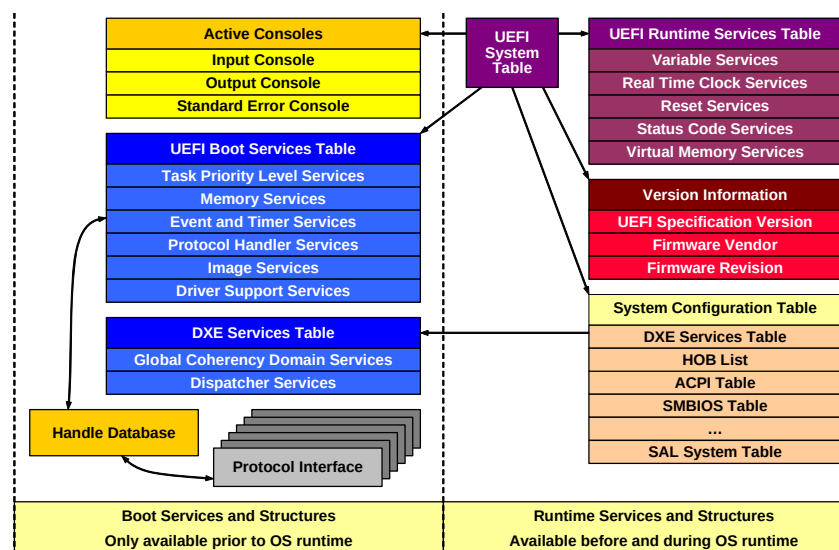 Active Consoles
Input Console
Output Console
Standard Error Console
UEFI
System
Table
UEFI Runtime Services Table
Variable Services
Real Time Clock Services
Reset Services
Status Code Services
Virtual Memory Services
UEFI Boot Services Table
Task Priority Level Services
Memory Services
Event and Timer Services
Protocol Handler Services
Image Services
Driver Support Services
Version Information
UEFI Specification Version
Firmware Vendor
Firmware Revision
DXE Services Table
Global Coherency Domain Services
Dispatcher Services
System Configuration Table
DXE Services Table
HOB List
ACPI Table
SMBIOS Table
...
SAL System Table
Handle Database
Protocol Interface
Boot Services and Structures
Only available prior to OS runtime
Runtime Services and Structures
Available before and during OS runtime